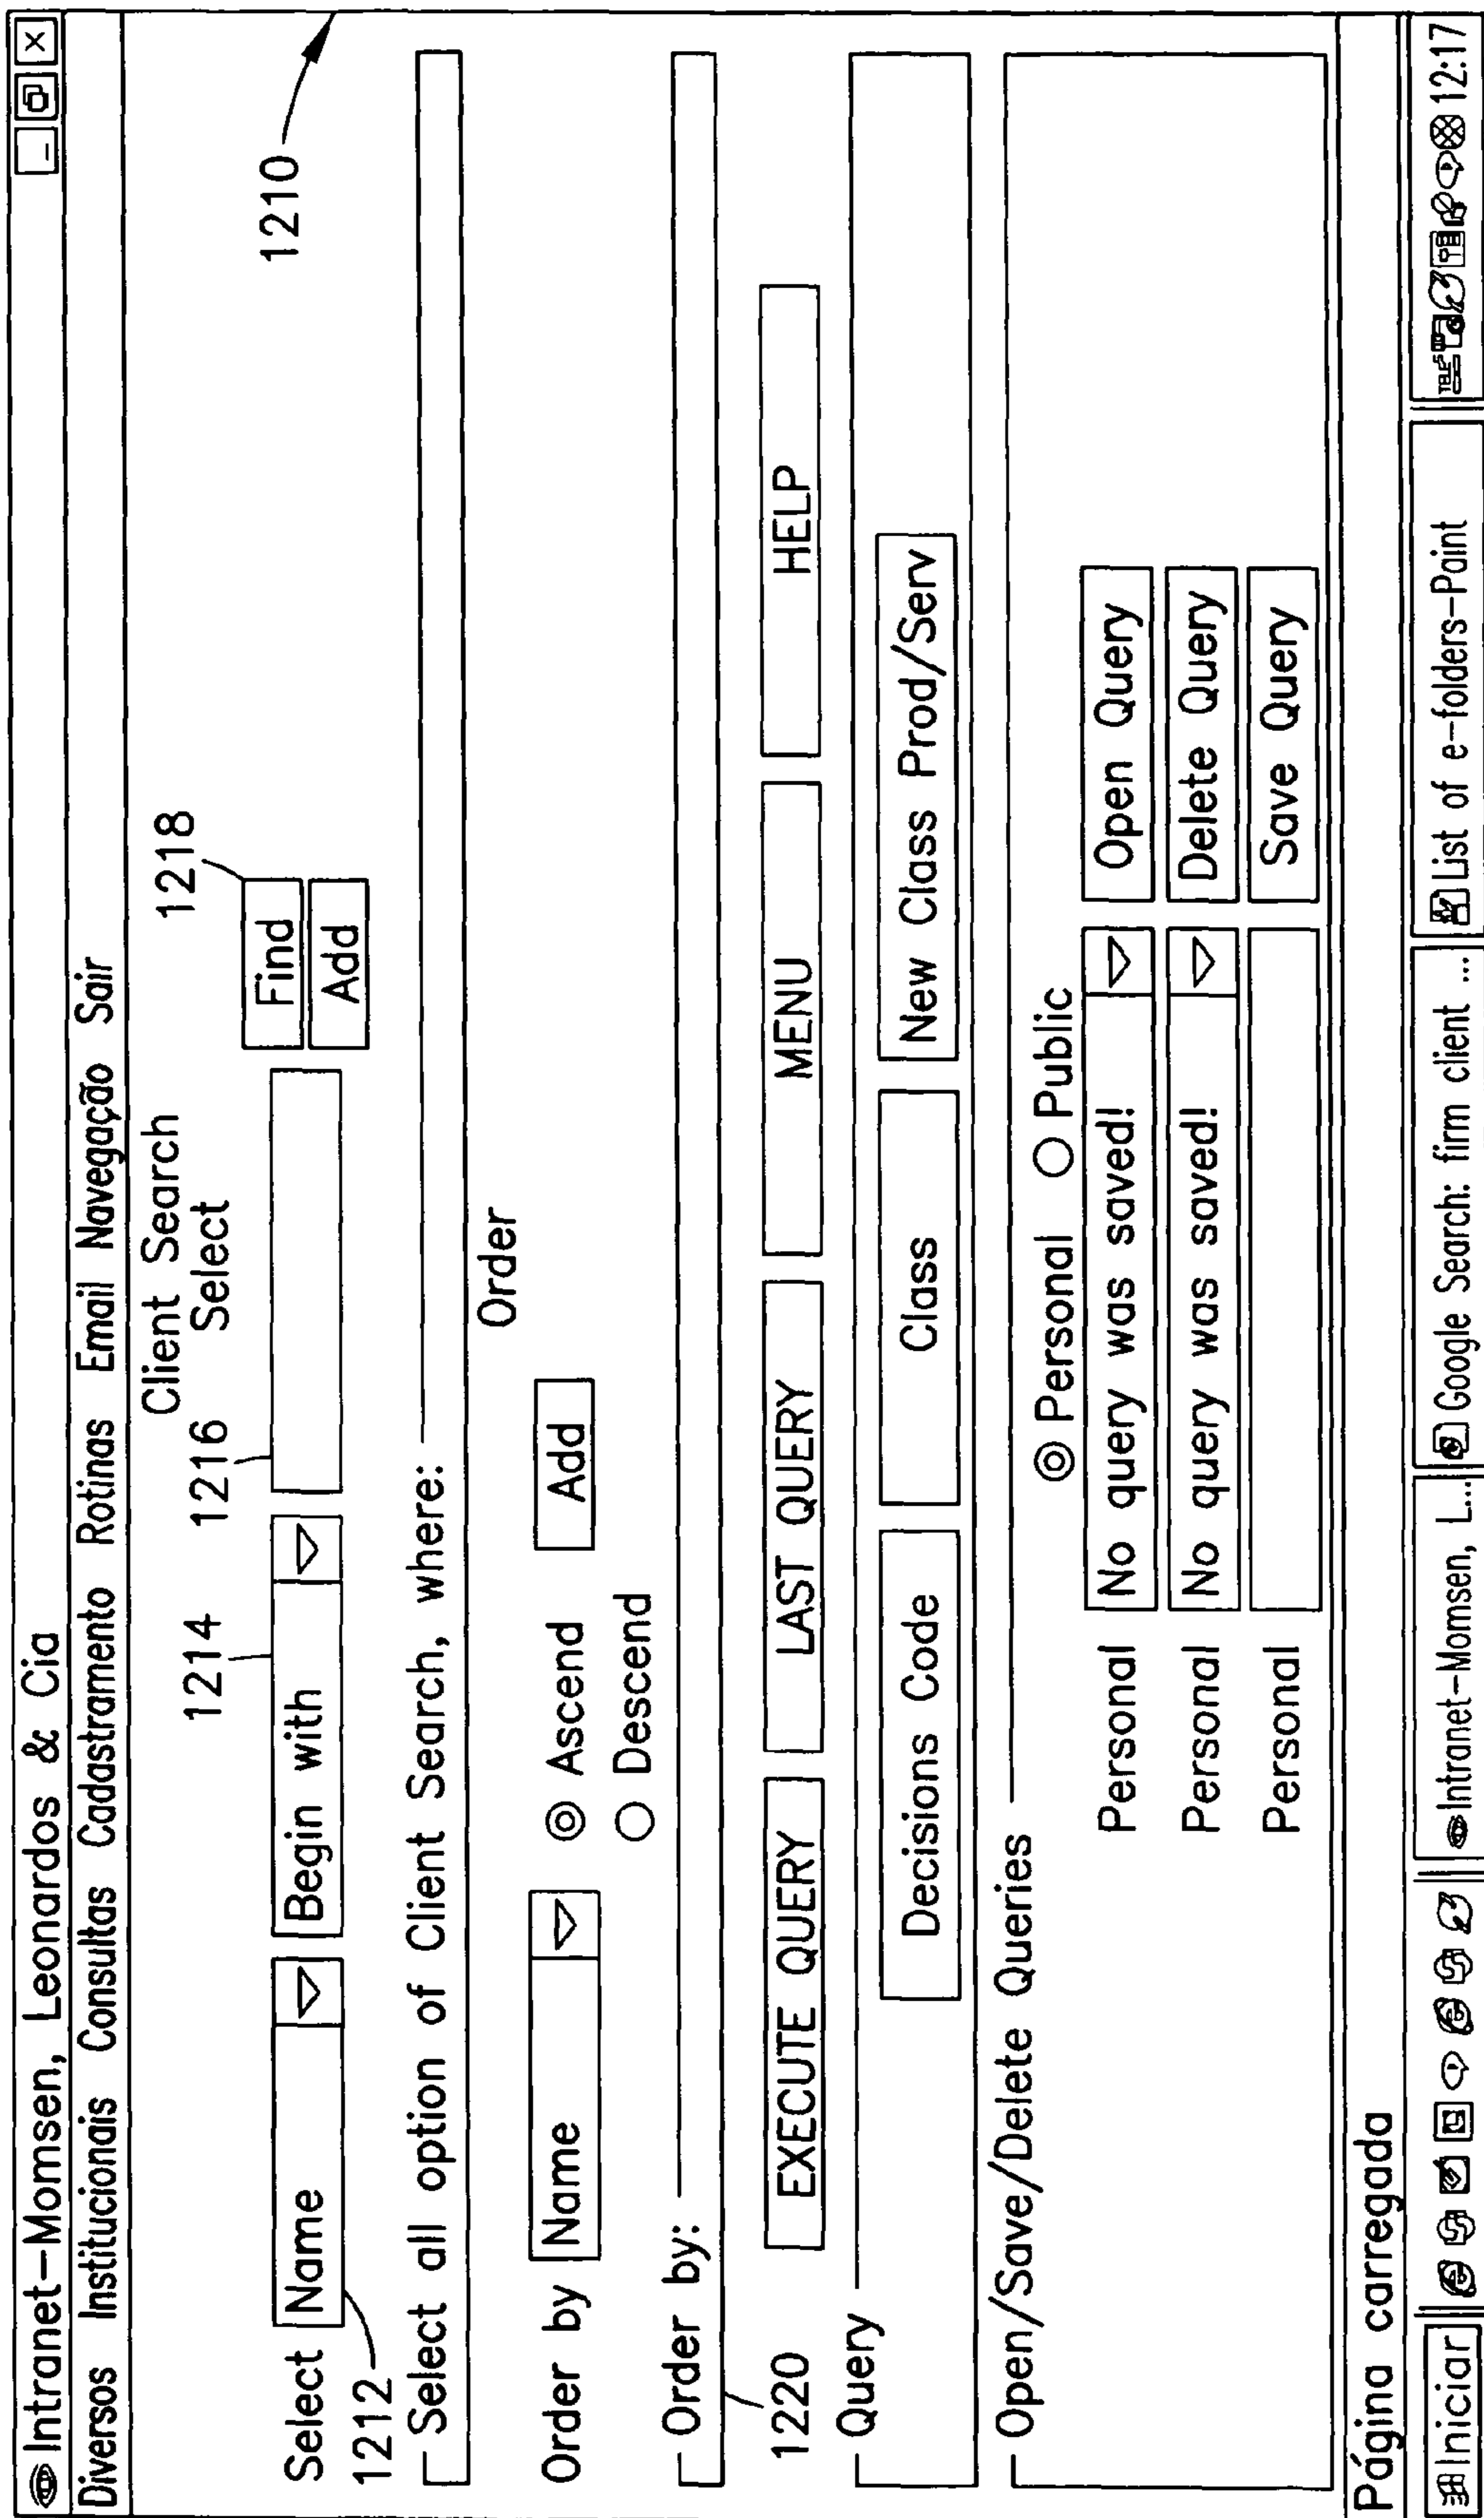 Intranet-Momsen, Leonardos & Cia
Diversos Institucionais Consultas Cadastramento Rotinas Email Navegação Sair
Client Search
1214 1216 Select 1218
1210
Select Name Begin with Find
Add
1212
Select all option of Client Search, where:
Order
Order by Name Ascend Add
Descend
Order by:
1220
EXECUTE QUERY LAST QUERY MENU HELP
Query
Decisions Code Class New Class Prod/Serv
Open/Save/Delete Queries
Personal Public
Personal No query was saved! Open Query
Personal No query was saved! Delete Query
Personal Save Query
Página carregada
Iniciar Intranet-Momsen, L... Google Search: firm client ... List of e-folders-Paint 12:17